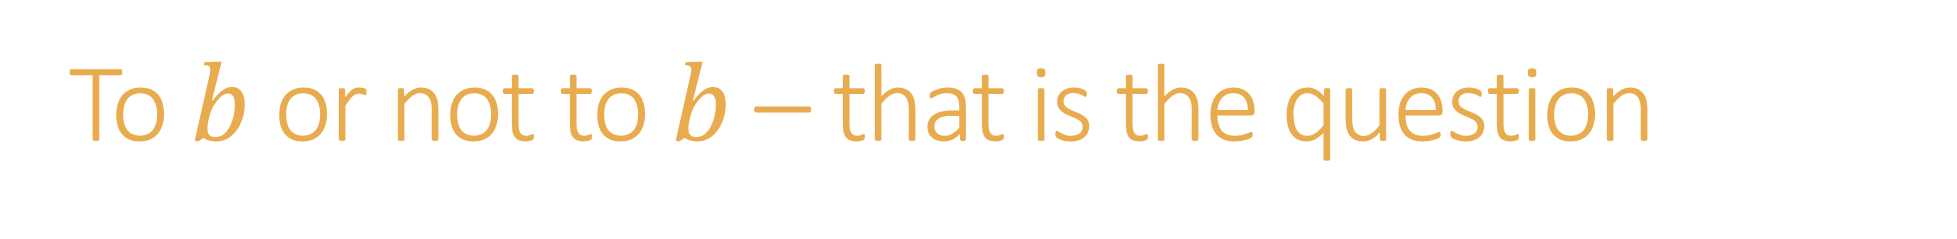 To b or not to b – that is the question